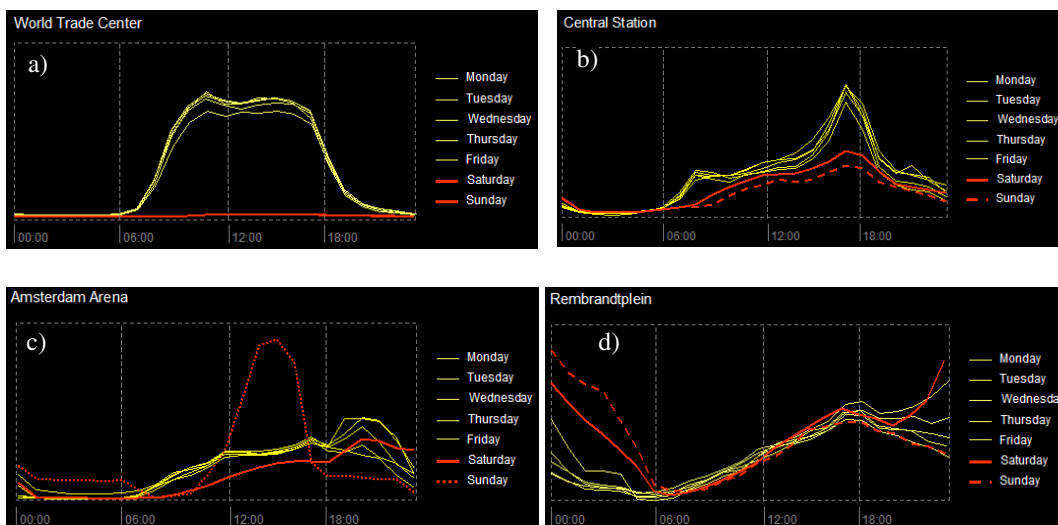 World Trade Center
a)
Monday
Tuesday
Wednesday
Thursday
Friday
Saturday
Sunday
00:00
06:00
12:00
18:00
Central Station
b)
Monday
Tuesday
Wednesday
Thursday
Friday
Saturday
Sunday
00:00
06:00
12:00
18:00
Amsterdam Arena
c)
Monday
Tuesday
Wednesday
Thursday
Friday
Saturday
Sunday
00:00
06:00
12:00
18:00
Rembrandtplein
d)
Monday
Tuesday
Wednesday
Thursday
Friday
Saturday
Sunday
00:00
06:00
12:00
18:00